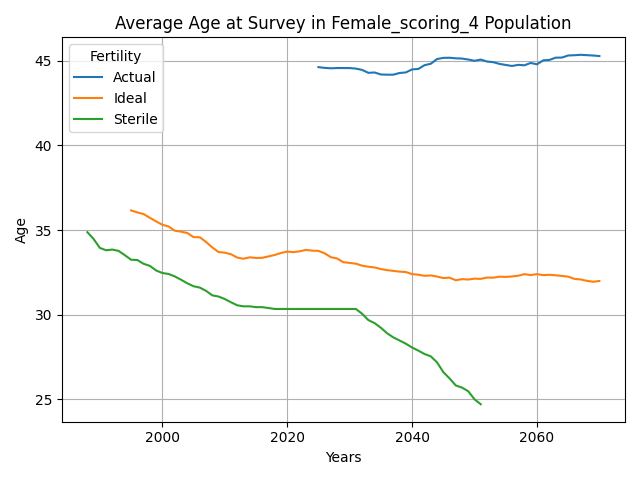 Average Age at Survey in Female_scoring_4 Population
Fertility
Actual
Ideal
Sterile
45
40
35
30
25
Age
2000
2020
2040
2060
Years